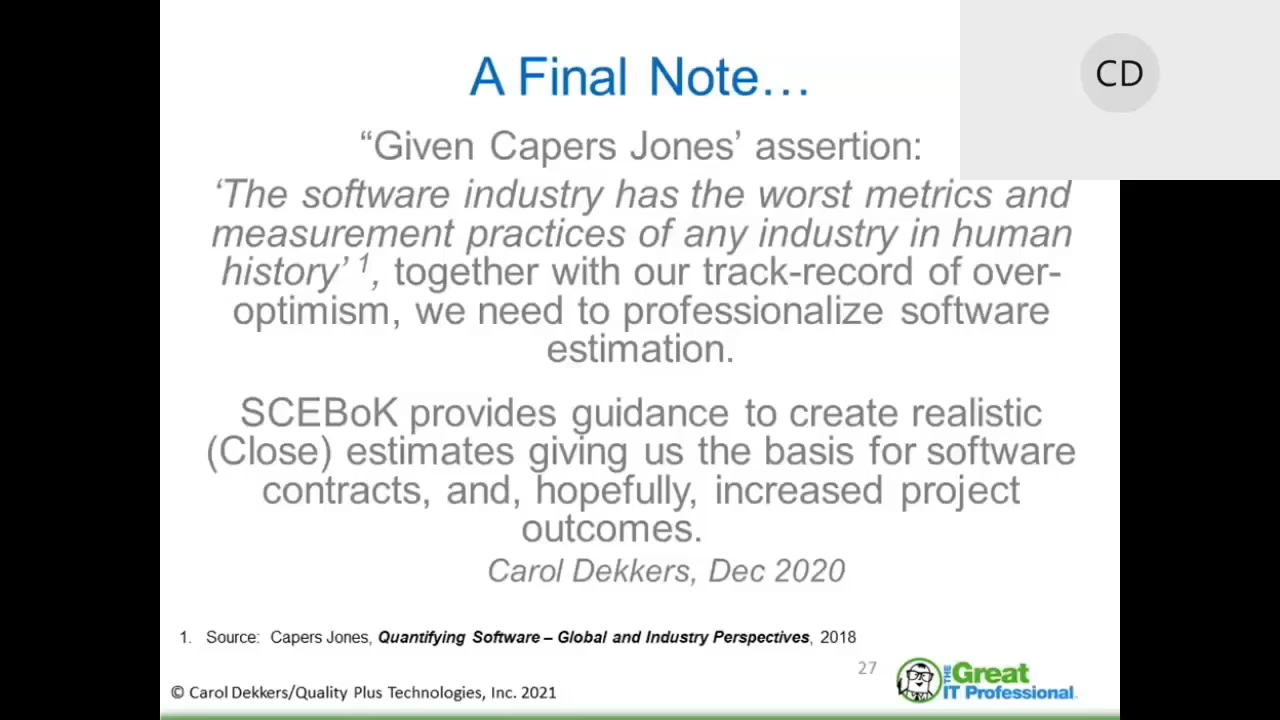 A Final Note…
CD
“Given Capers Jones’ assertion:
‘The software industry has the worst metrics and
measurement practices of any industry in human
history’ 1, together with our track-record of over-
optimism, we need to professionalize software
estimation.
SCEBoK provides guidance to create realistic
(Close) estimates giving us the basis for software
contracts, and, hopefully, increased project
outcomes.
Carol Dekkers, Dec 2020
1. Source: Capers Jones, Quantifying Software – Global and Industry Perspectives, 2018
27
THE Great
IT Professional
© Carol Dekkers/Quality Plus Technologies, Inc. 2021